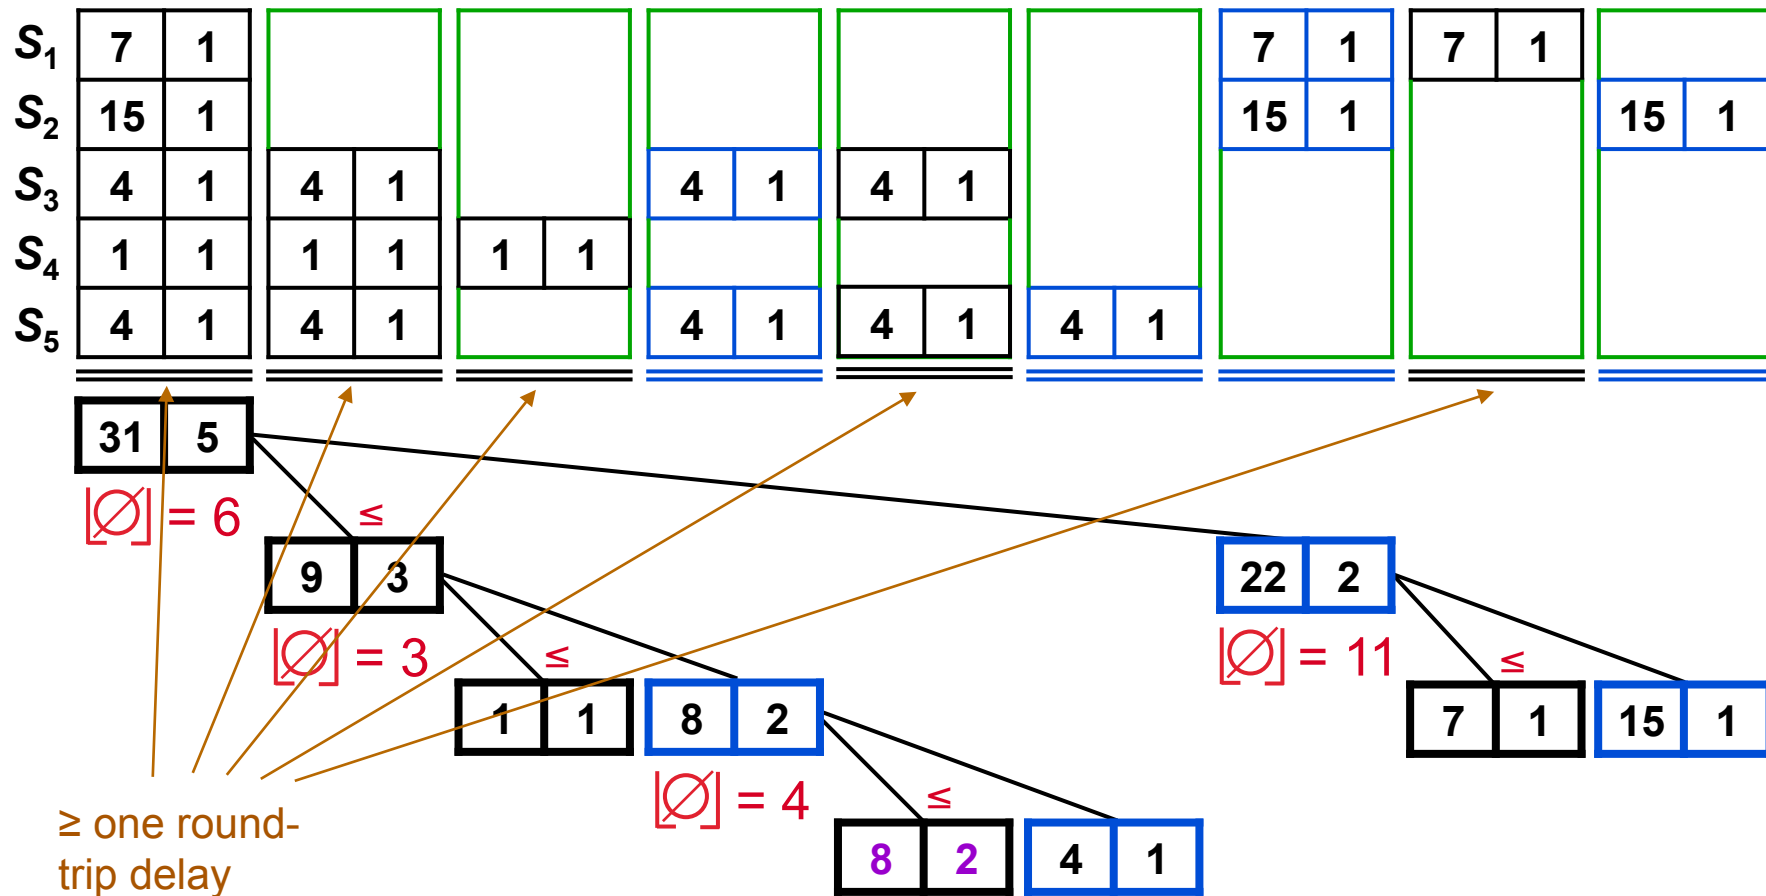 S1 7 1 7 1 7 1
S2 15 1 15 1 15 1
S3 4 1 4 1 4 1 4 1
S4 1 1 1 1 1 1
S5 4 1 4 1 4 1 4 1 4 1
31 5
⌊∅⌋ = 6
≤
9 3 22 2
⌊∅⌋ = 3 ≤ ⌊∅⌋ = 11 ≤
1 1 8 2 7 1 15 1
⌊∅⌋ = 4 ≤
8 2 4 1
≥ one round-
trip delay